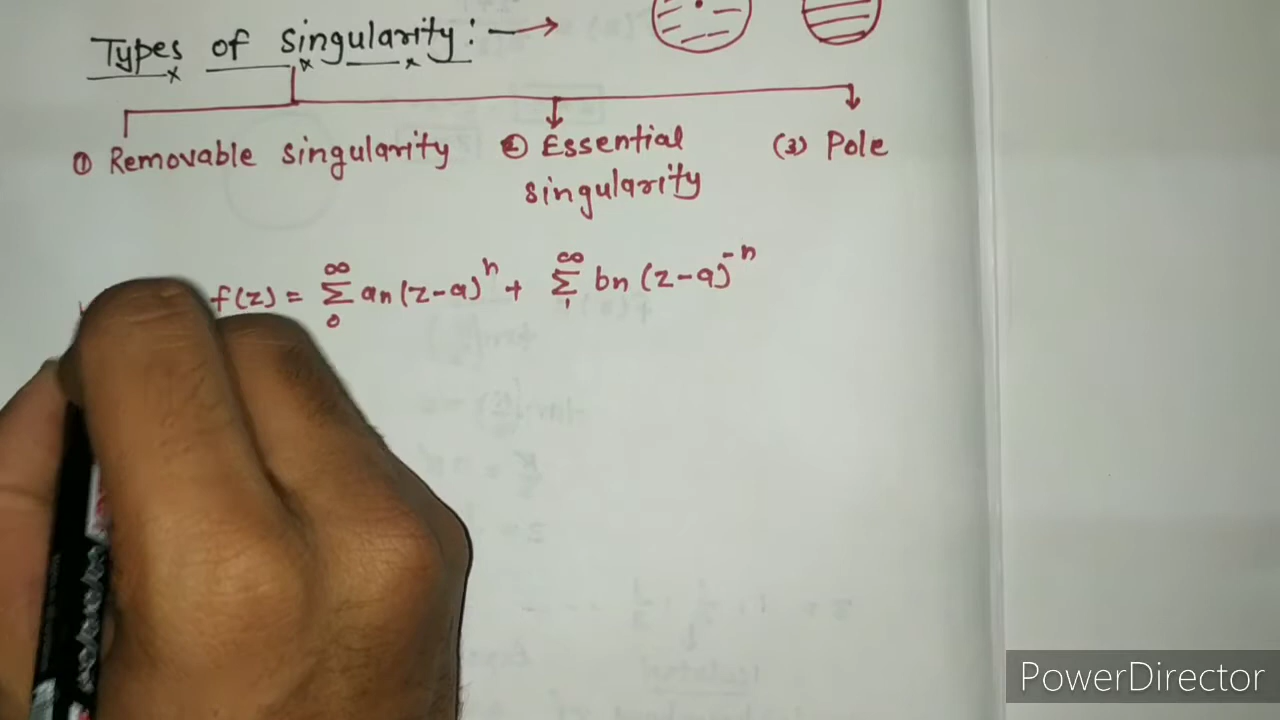 Types of singularity :→
① Removable singularity ② Essential singularity (3) Pole
f(z) = ∞ Σ 0 an (z-a)^n + ∞ Σ 1 bn (z-a)^-n
PowerDirector